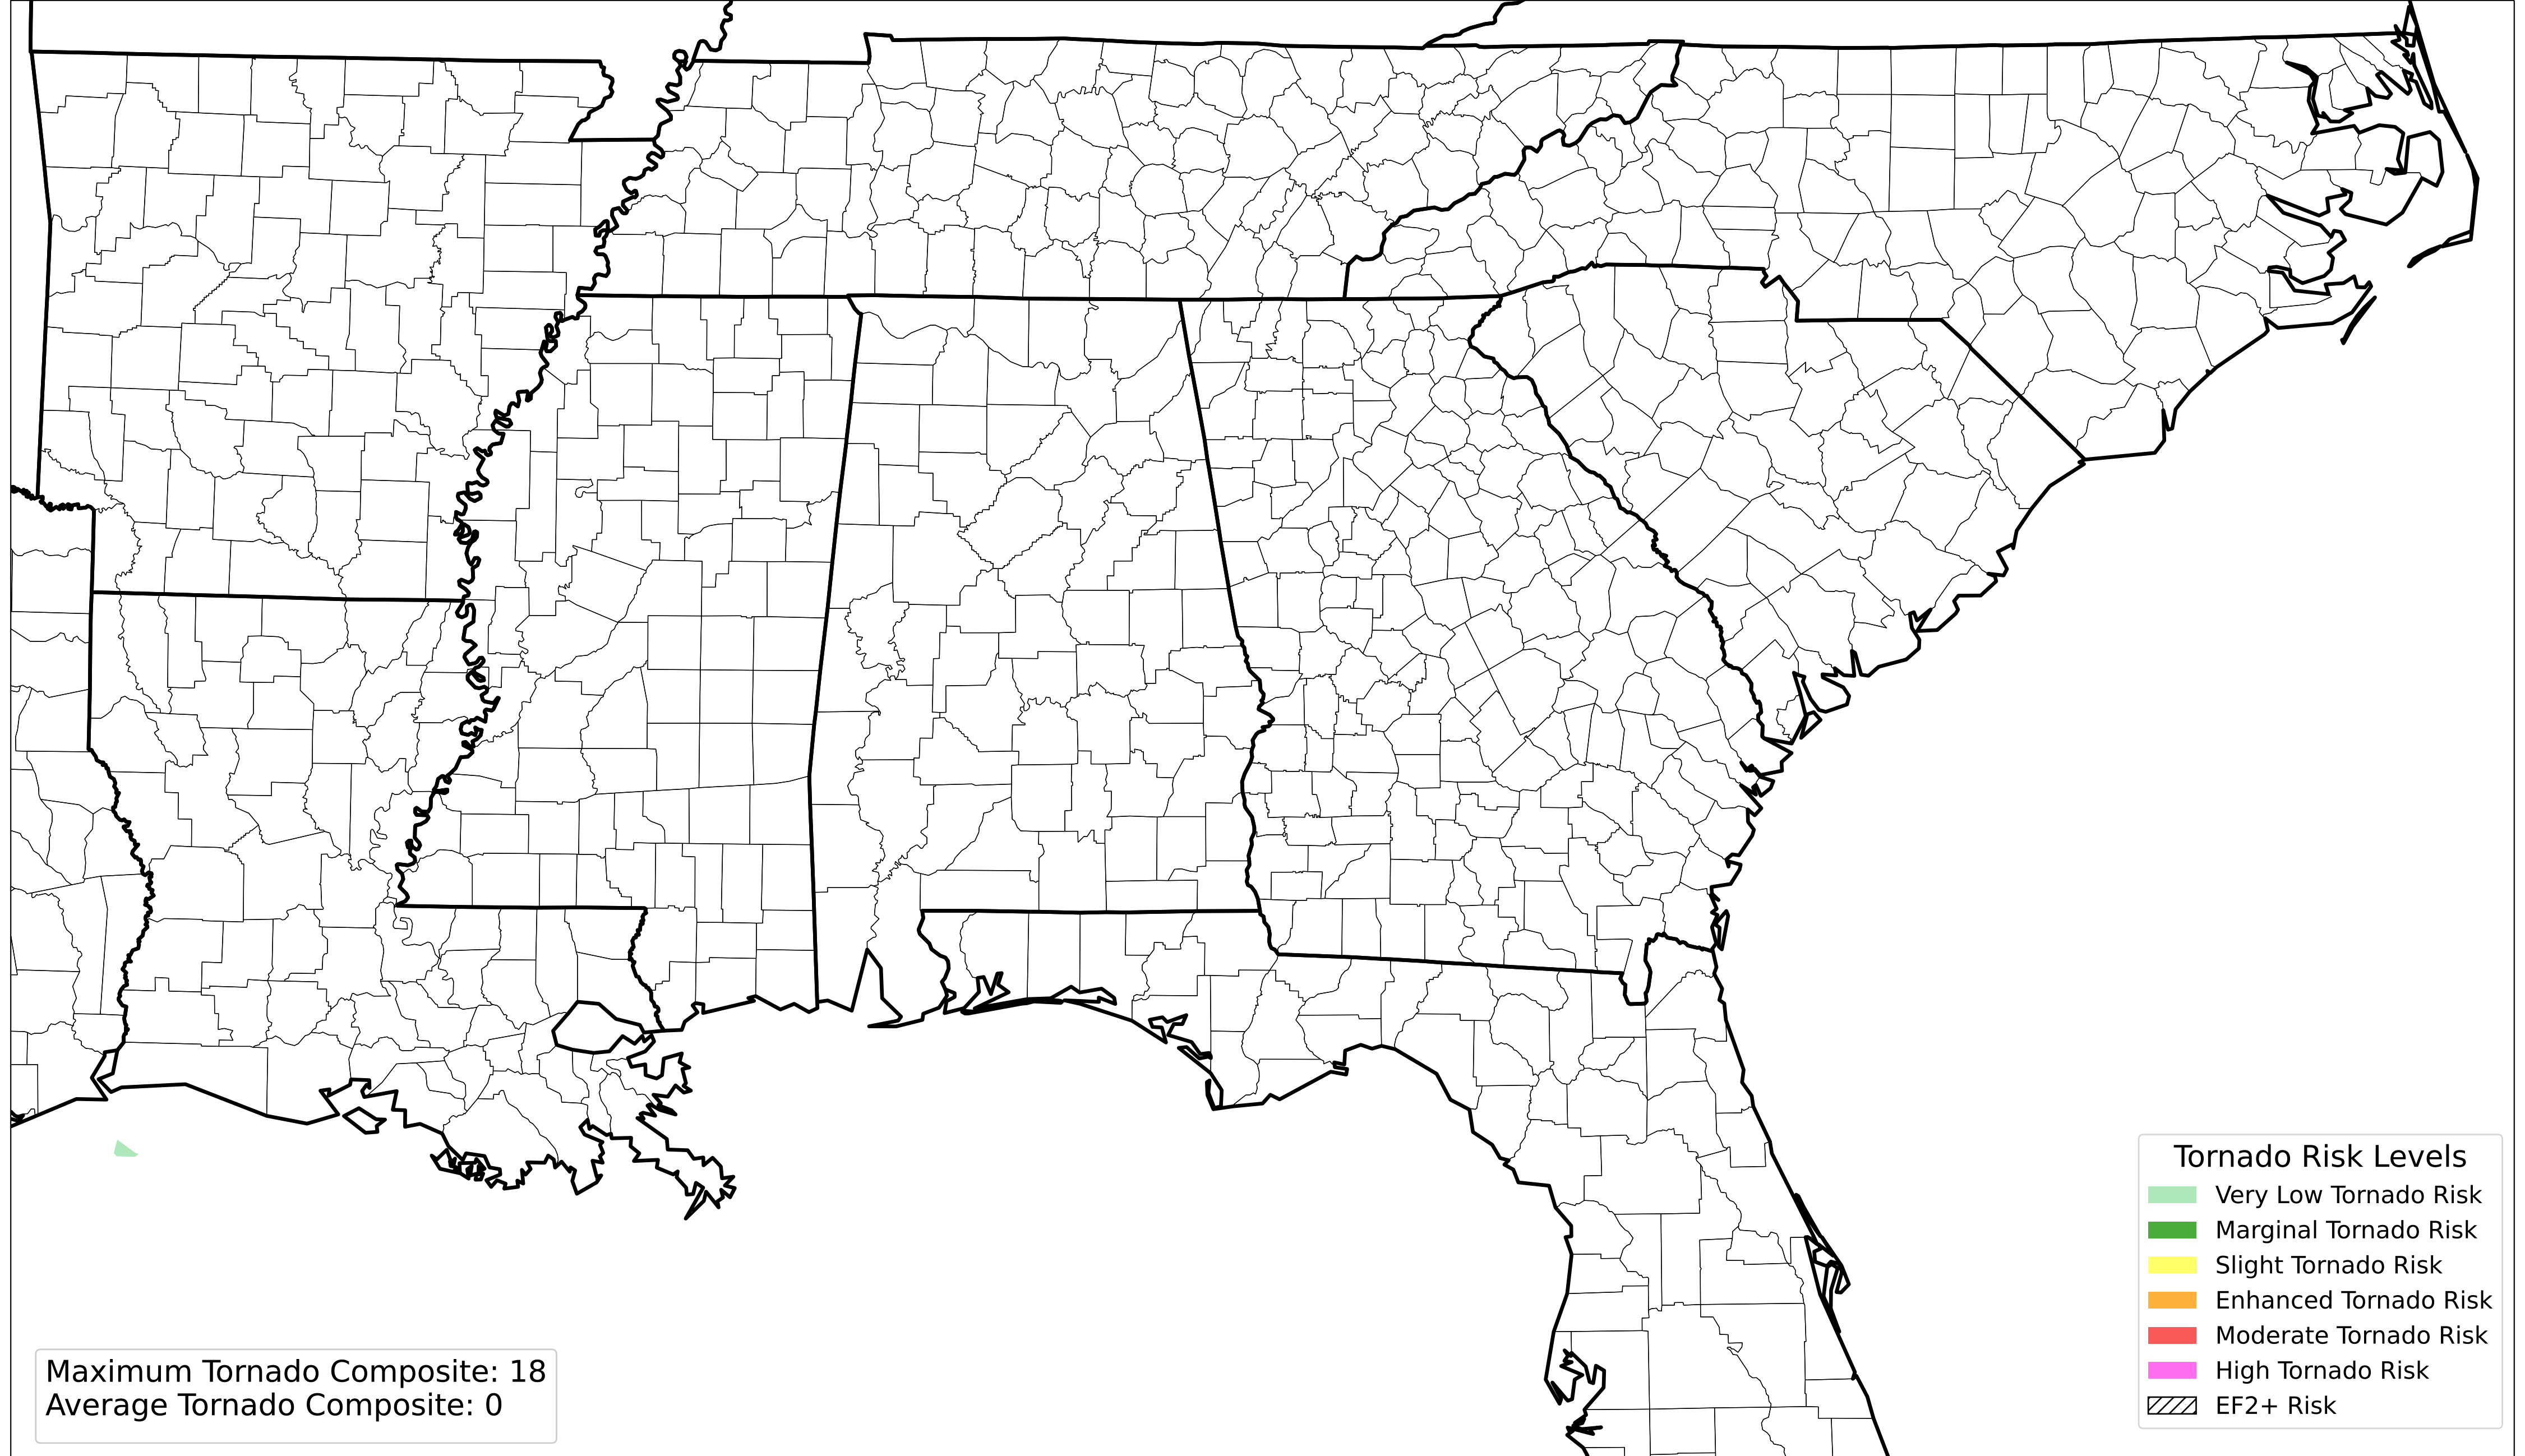 Tornado Risk Levels
Very Low Tornado Risk
Marginal Tornado Risk
Slight Tornado Risk
Enhanced Tornado Risk
Moderate Tornado Risk
High Tornado Risk
EF2+ Risk
Maximum Tornado Composite: 18
Average Tornado Composite: 0